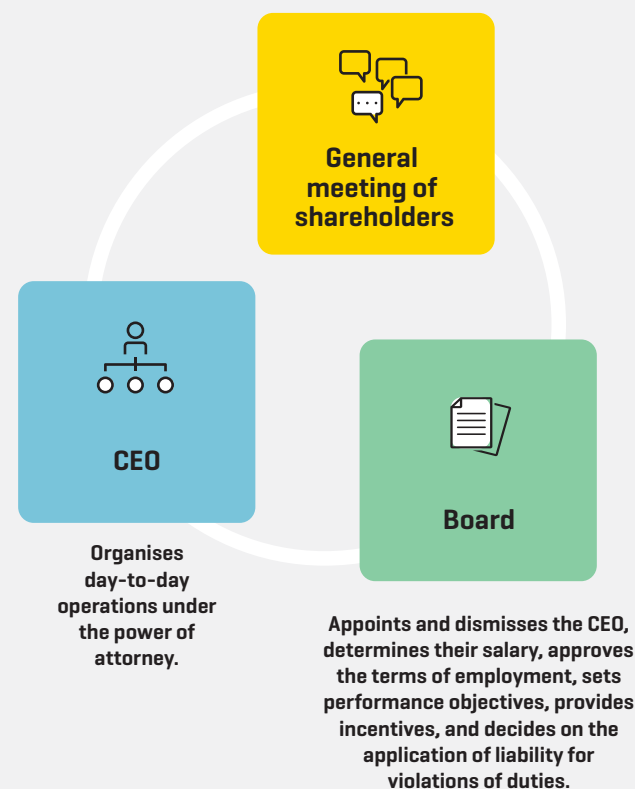 General
meeting of
shareholders
CEO
Organises
day-to-day
operations under
the power of
attorney.
Board
Appoints and dismisses the CEO,
determines their salary, approves
the terms of employment, sets
performance objectives, provides
incentives, and decides on the
application of liability for
violations of duties.